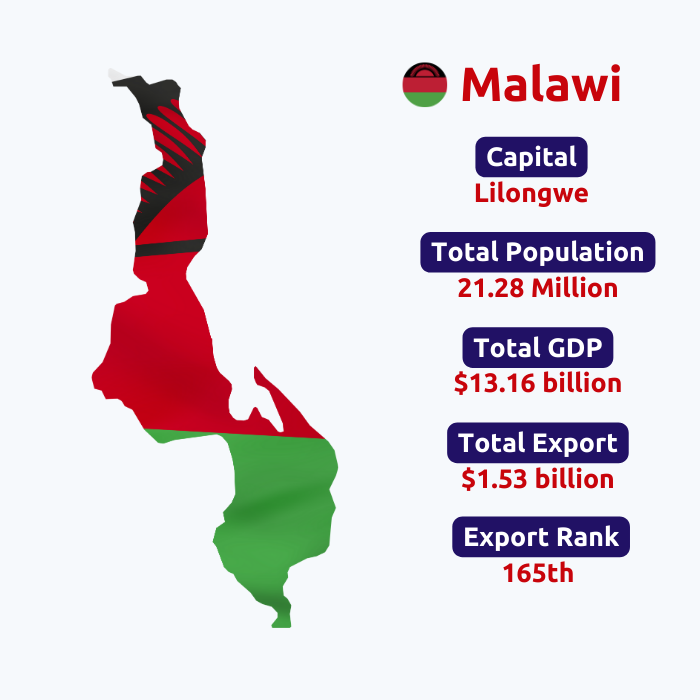 Malawi
Capital
Lilongwe
Total Population
21.28 Million
Total GDP
$13.16 billion
Total Export
$1.53 billion
Export Rank
165th